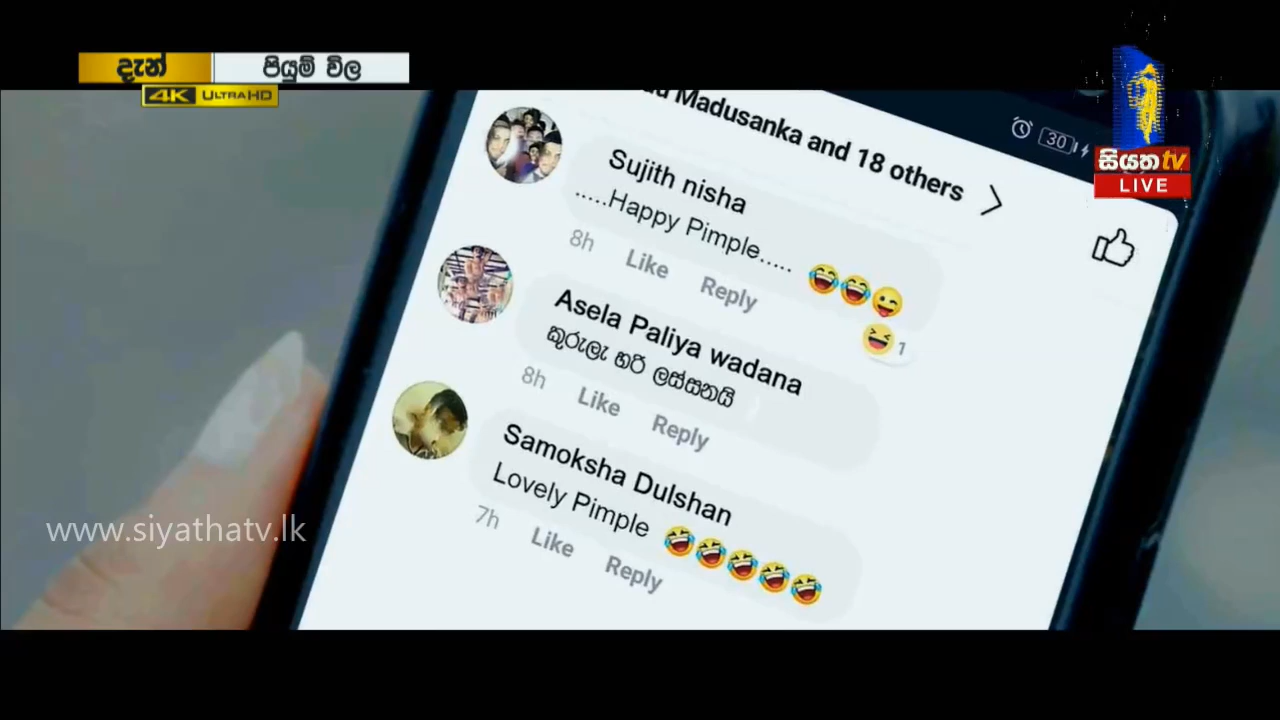 දැන් පියුම් විල
4K ULTRA HD
සියත tv
LIVE
Madusanka and 18 others
30
Sujith nisha
.....Happy Pimple..... 😂😂😜
8h Like Reply
😆 1
Asela Paliya wadana
කුරුලෑ හරි ලස්සනයි
8h Like Reply
Samoksha Dulshan
Lovely Pimple 🤣🤣🤣🤣🤣
7h Like Reply
www.siyathatv.lk